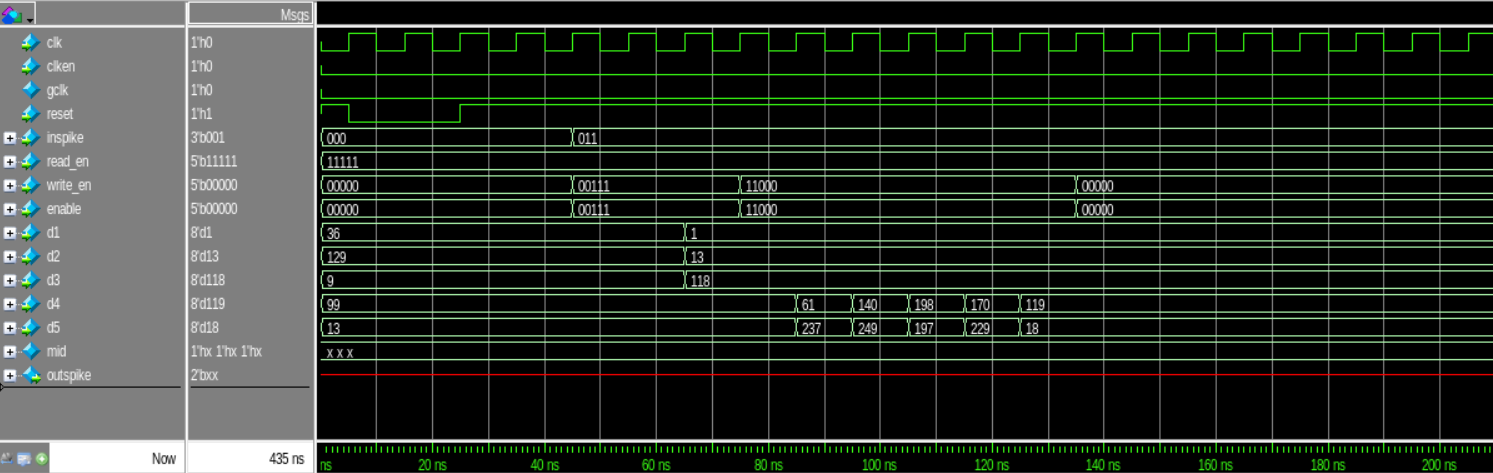 Msgs
clk 1'h0
clken 1'h0
gclk 1'h0
reset 1'h1
inspike 3'b001 000 011
read_en 5'b11111 11111
write_en 5'b00000 00000 00111 11000 00000
enable 5'b00000 00000 00111 11000 00000
d1 8'd1 36 1
d2 8'd13 129 13
d3 8'd118 9 118
d4 8'd119 99 61 140 198 170 119
d5 8'd18 13 237 249 197 229 18
mid 1'hx 1'hx 1'hx x x x
outspike 2'bxx
Now 435 ns ns 20 ns 40 ns 60 ns 80 ns 100 ns 120 ns 140 ns 160 ns 180 ns 200 ns